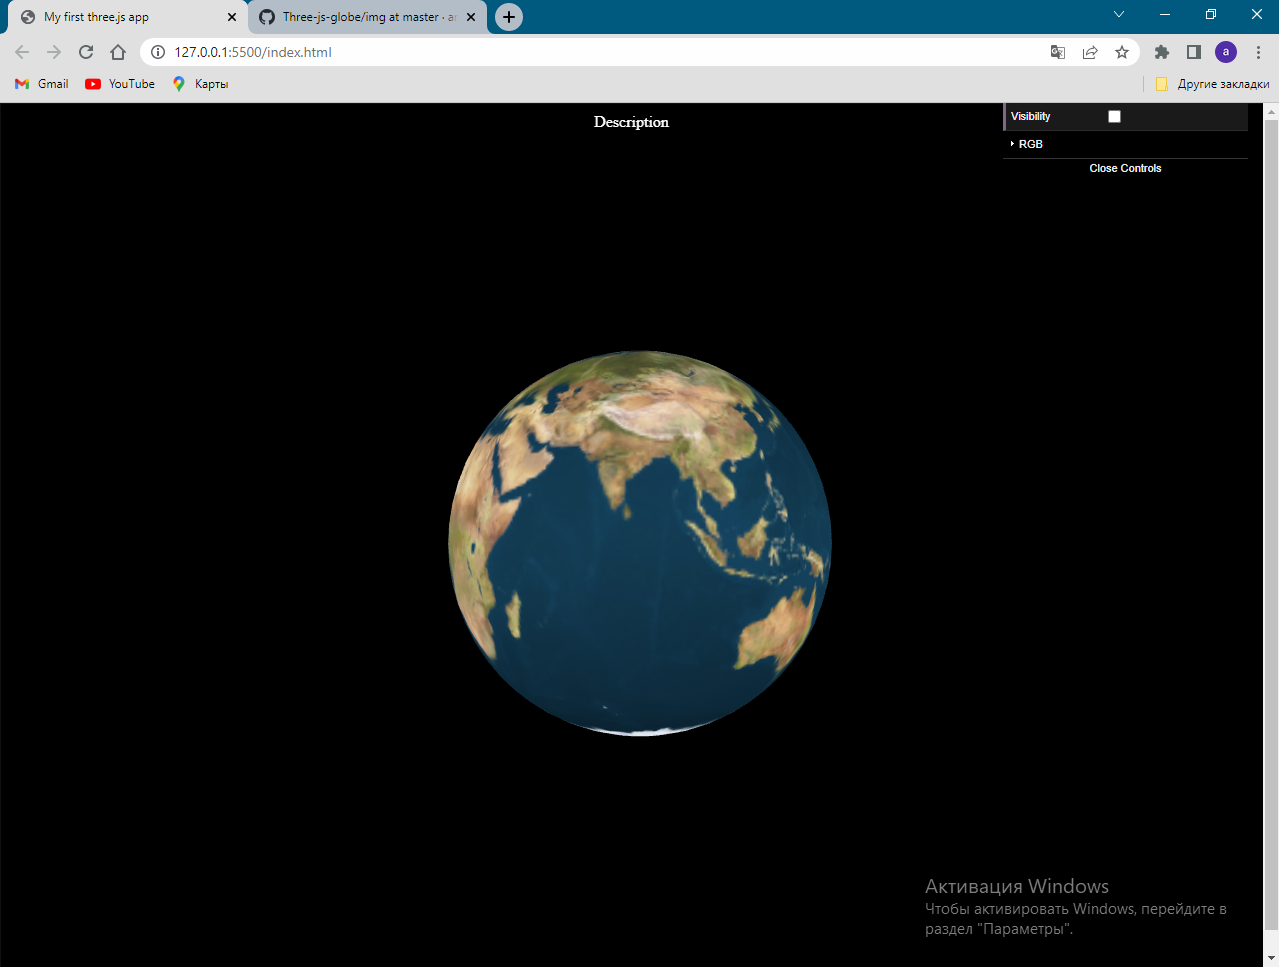 My first three.js app
Three-js-globe/img at master · ar
127.0.0.1:5500/index.html
a
Gmail
YouTube
Карты
Другие закладки
Description
Visibility
RGB
Close Controls
Активация Windows
Чтобы активировать Windows, перейдите в
раздел "Параметры".